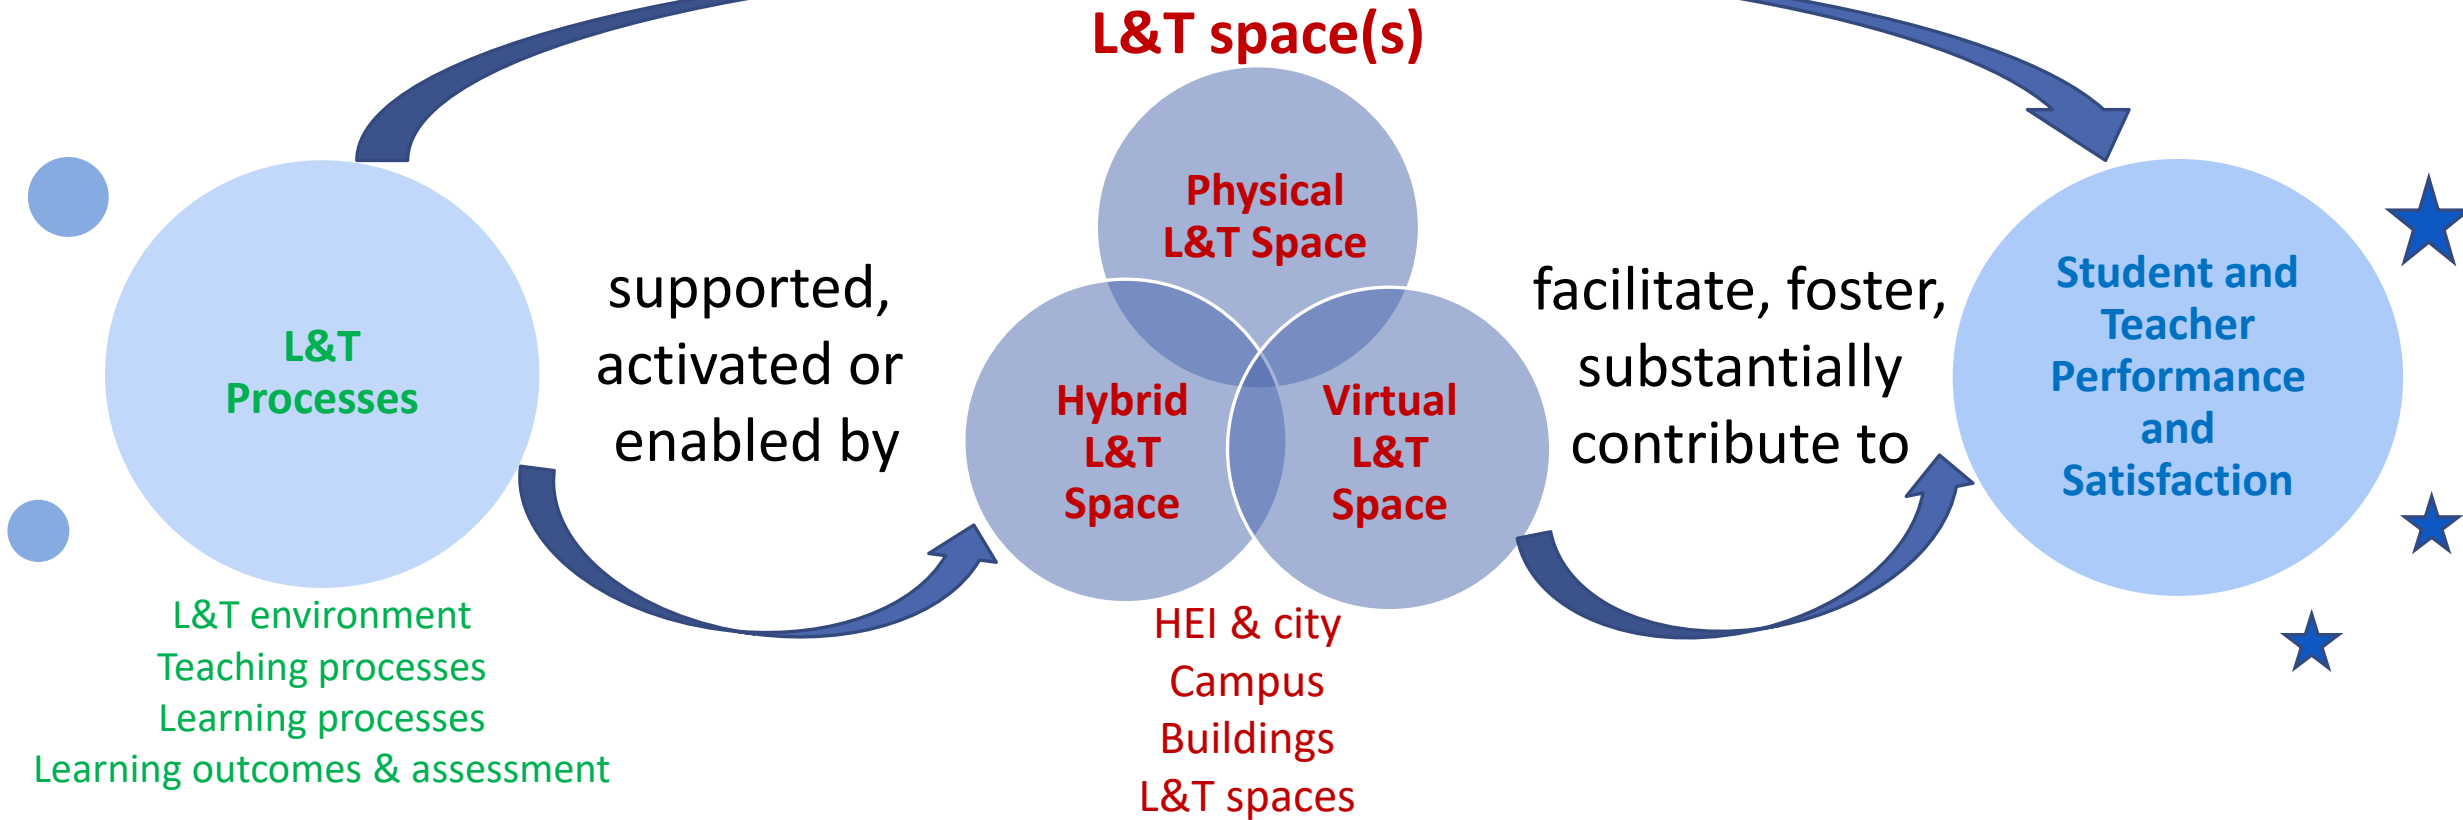 L&T space(s)
L&T
Processes
supported,
activated or
enabled by
Physical
L&T Space
Hybrid
L&T
Space
Virtual
L&T
Space
facilitate, foster,
substantially
contribute to
Student and
Teacher
Performance
and
Satisfaction
L&T environment
Teaching processes
Learning processes
Learning outcomes & assessment
HEI & city
Campus
Buildings
L&T spaces